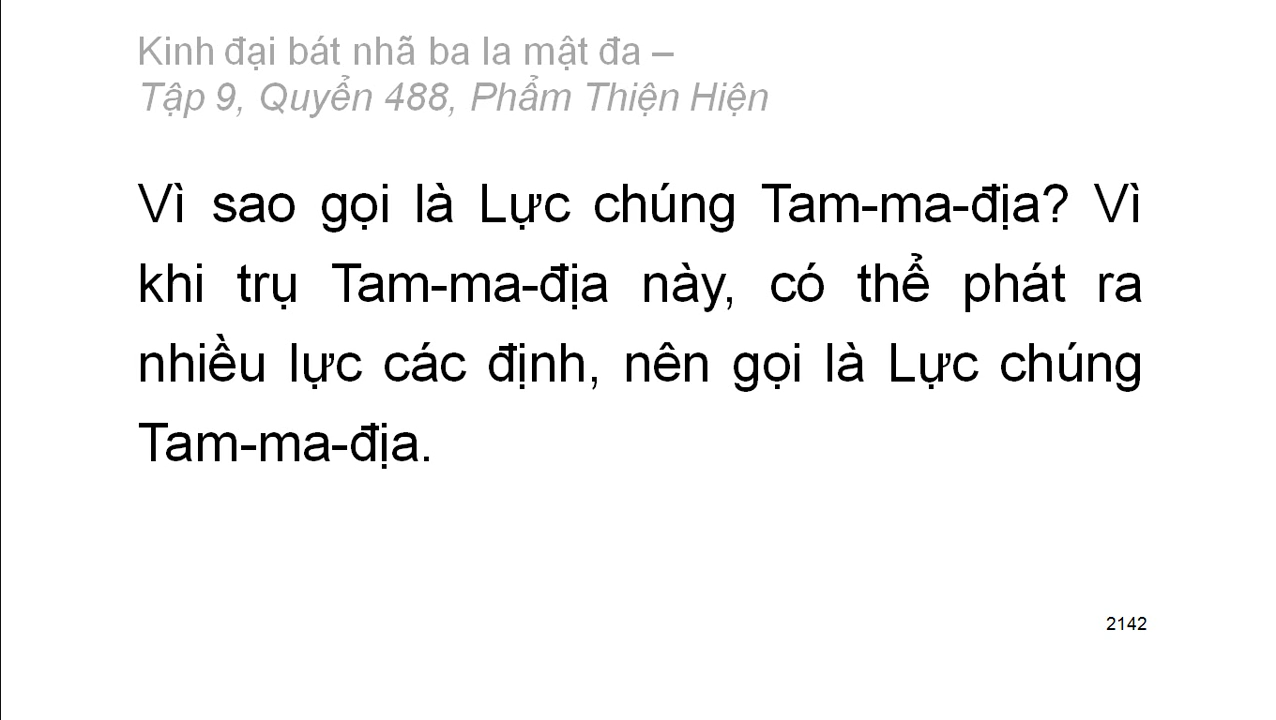 Kinh đại bát nhã ba la mật đa –
Tập 9, Quyển 488, Phẩm Thiện Hiện
Vì sao gọi là Lực chúng Tam-ma-địa? Vì
khi trụ Tam-ma-địa này, có thể phát ra
nhiều lực các định, nên gọi là Lực chúng
Tam-ma-địa.
2142